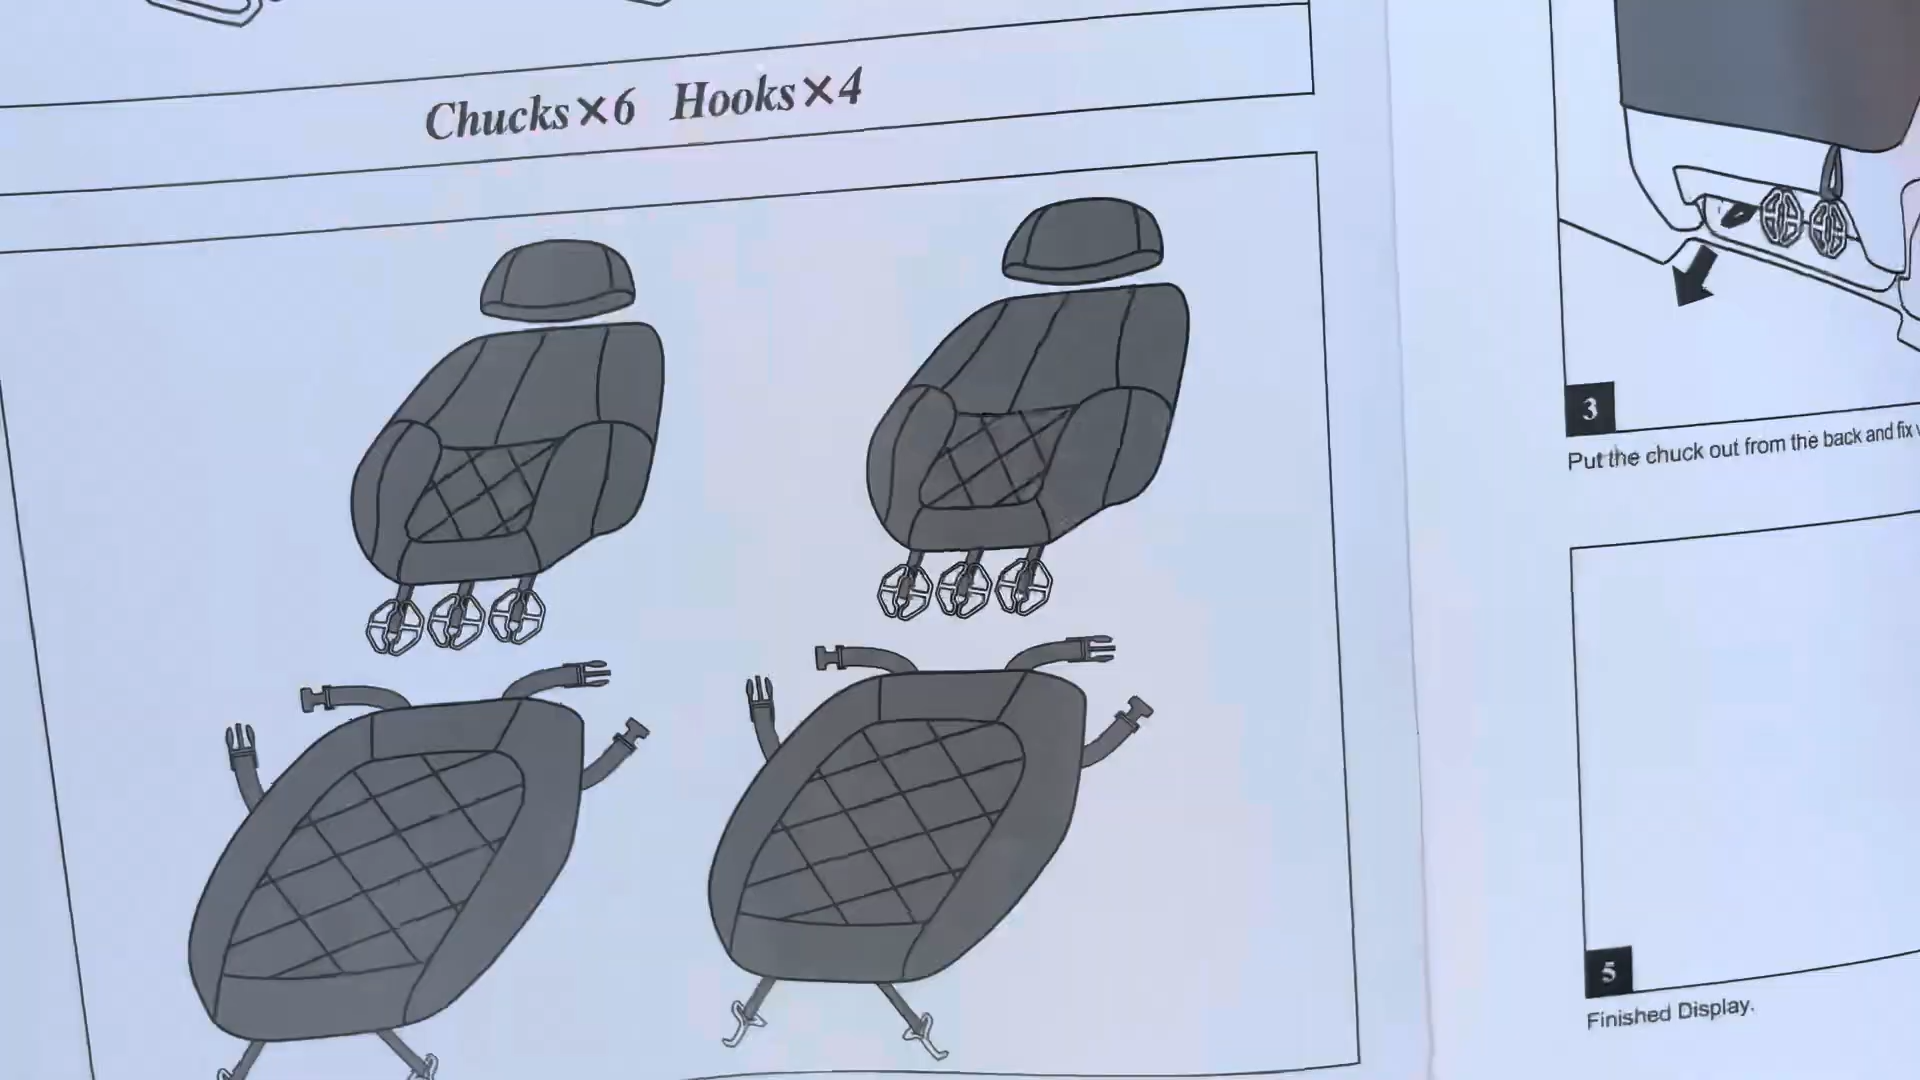 Chucks×6 Hooks×4
3
Put the chuck out from the back and fix
5
Finished Display.